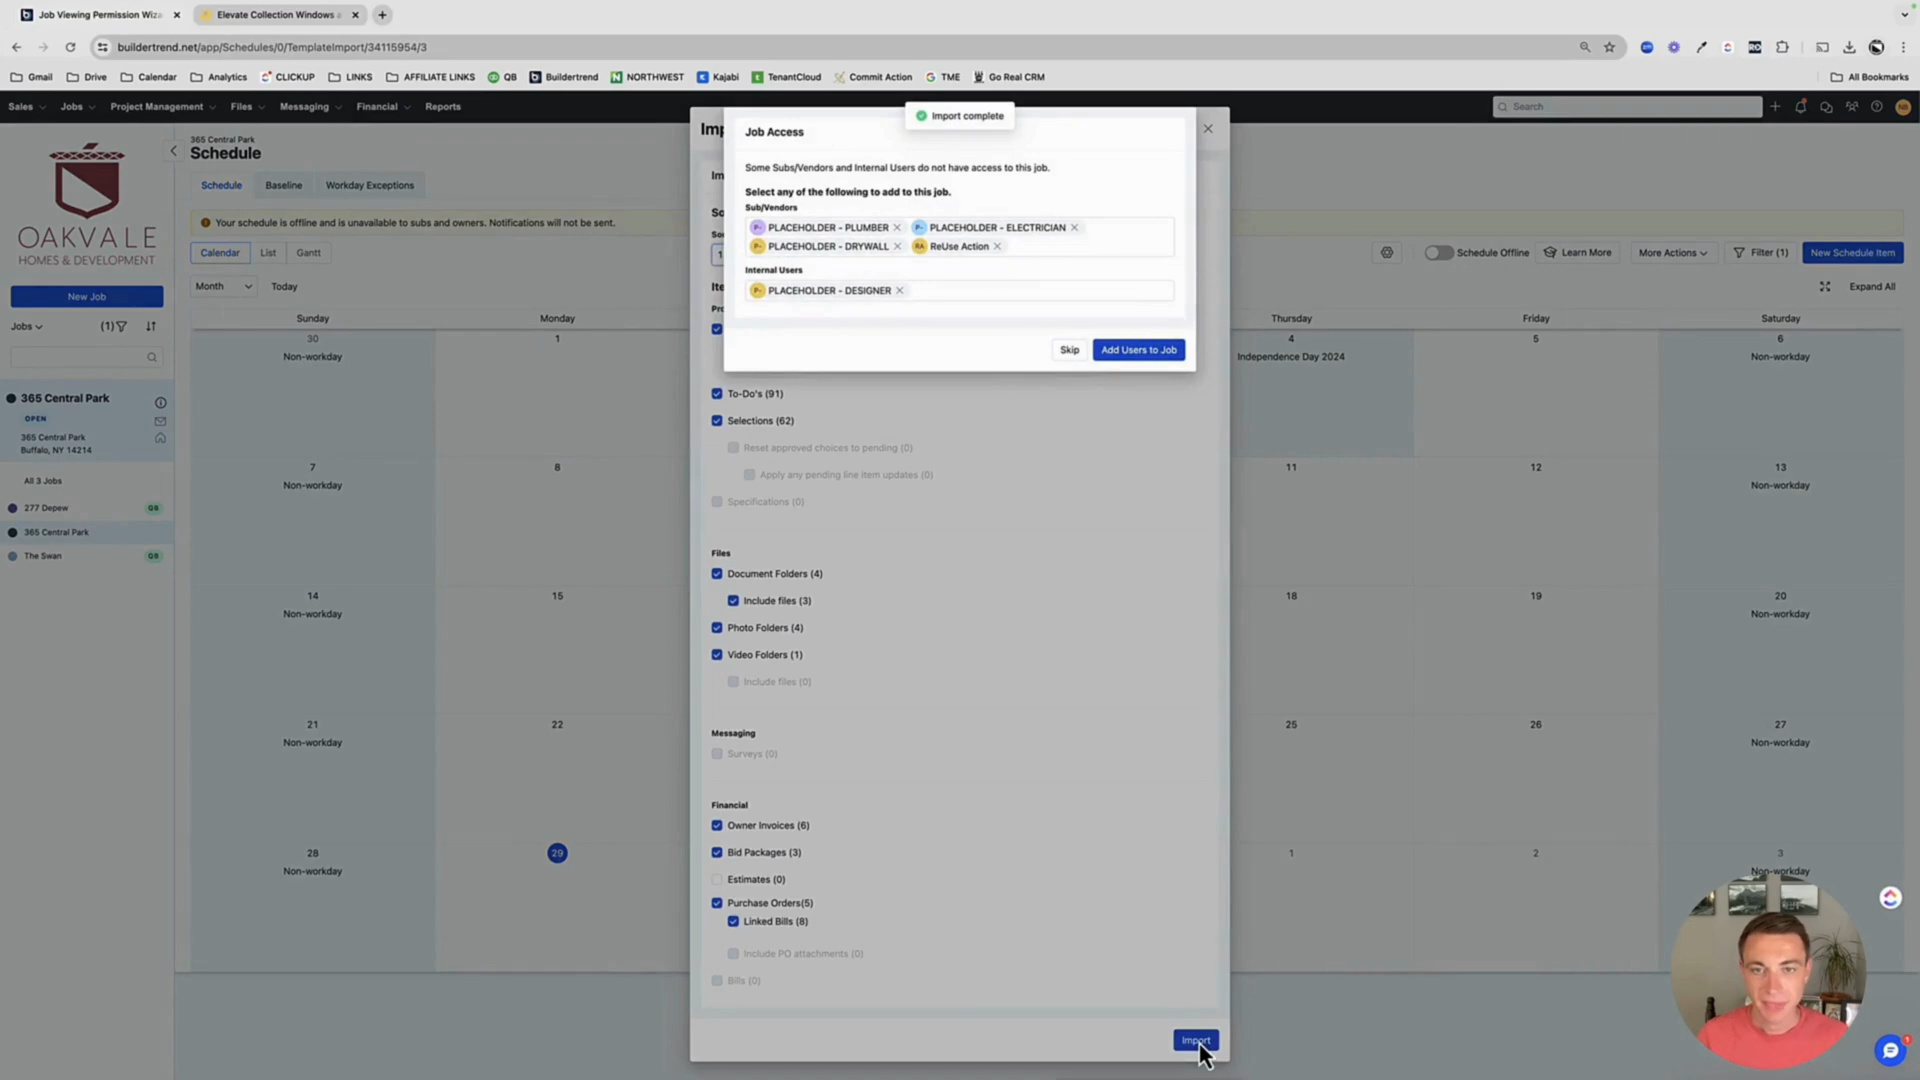 Job Viewing Permission Wiza
Elevate Collection Windows a
buildertrend.net/app/Schedules/0/TemplateImport/34115954/3
Gmail
Drive
Calendar
Analytics
CLICKUP
LINKS
AFFILIATE LINKS
QB
Buildertrend
NORTHWEST
Kajabi
TenantCloud
Commit Action
TME
Go Real CRM
All Bookmarks
Sales
Jobs
Project Management
Files
Messaging
Financial
Reports
Search
OAKVALE
HOMES & DEVELOPMENT
New Job
Jobs
(1)
365 Central Park
OPEN
365 Central Park
Buffalo, NY 14214
All 3 Jobs
277 Depew
QB
365 Central Park
The Swan
QB
365 Central Park
Schedule
Schedule
Baseline
Workday Exceptions
Your schedule is offline and is unavailable to subs and owners. Notifications will not be sent.
Calendar
List
Gantt
Schedule Offline
Learn More
More Actions
Filter (1)
New Schedule Item
Month
Today
Expand All
Sunday
Monday
Thursday
Friday
Saturday
30
Non-workday
1
4
Independence Day 2024
5
6
Non-workday
7
Non-workday
8
11
12
13
Non-workday
14
Non-workday
15
18
19
20
Non-workday
21
Non-workday
22
25
26
27
Non-workday
28
Non-workday
29
1
2
3
Non-workday
Import complete
Job Access
Some Subs/Vendors and Internal Users do not have access to this job.
Select any of the following to add to this job.
Sub/Vendors
P- PLACEHOLDER - PLUMBER
P- PLACEHOLDER - ELECTRICIAN
P- PLACEHOLDER - DRYWALL
RA ReUse Action
Internal Users
P- PLACEHOLDER - DESIGNER
Skip
Add Users to Job
To-Do's (91)
Selections (62)
Reset approved choices to pending (0)
Apply any pending line item updates (0)
Specifications (0)
Files
Document Folders (4)
Include files (3)
Photo Folders (4)
Video Folders (1)
Include files (0)
Messaging
Surveys (0)
Financial
Owner Invoices (6)
Bid Packages (3)
Estimates (0)
Purchase Orders(5)
Linked Bills (8)
Include PO attachments (0)
Bills (0)
Import